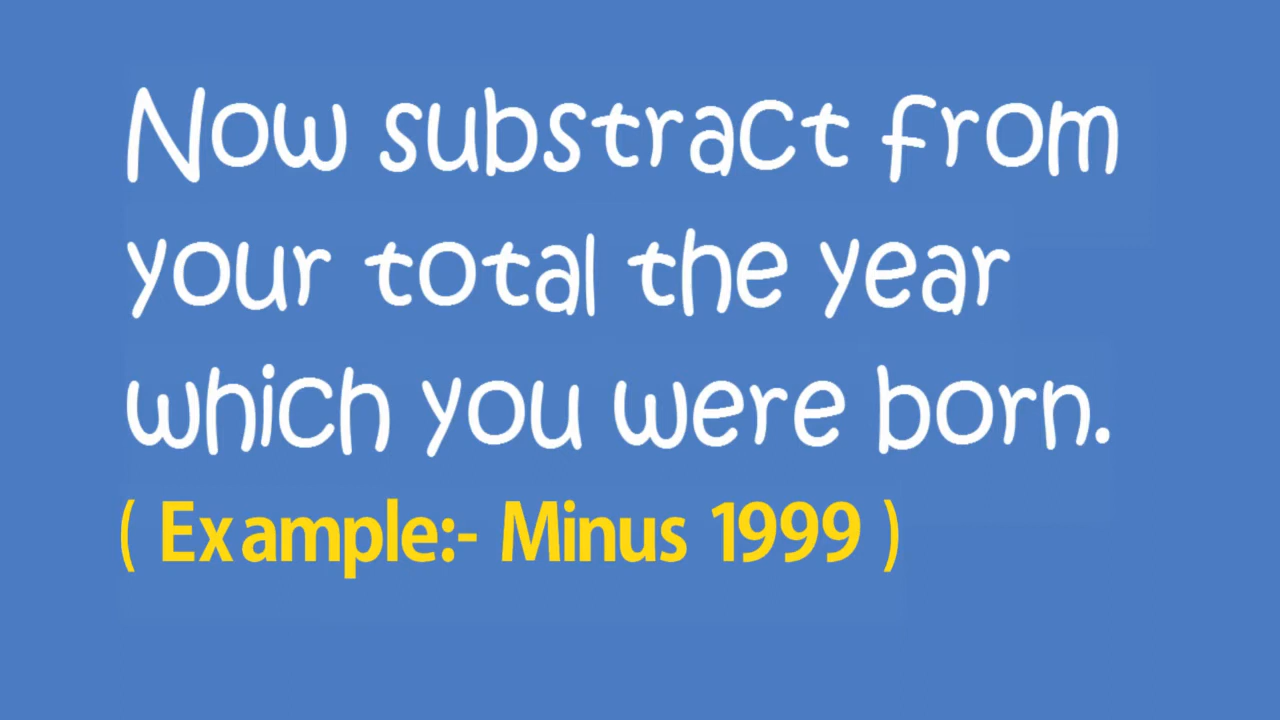 Now substract from
your total the year
which you were born.
( Example:- Minus 1999 )